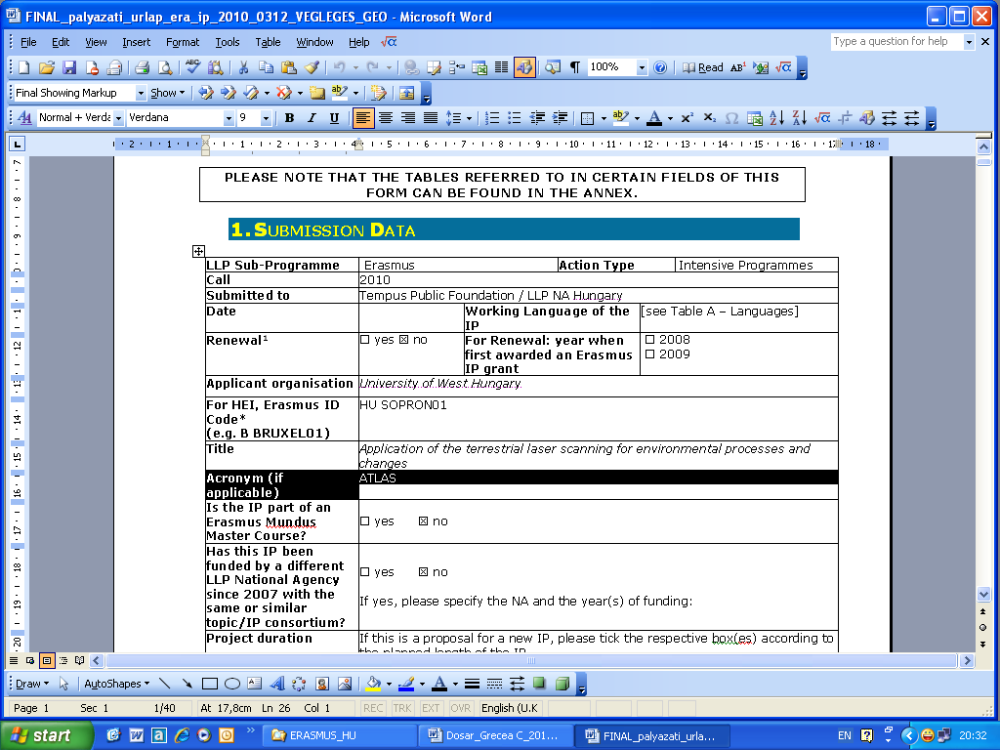 FINAL_palyazati_urlap_era_ip_2010_0312_VEGLEGES_GEO - Microsoft Word
File Edit View Insert Format Tools Table Window Help
Type a question for help
100%
Read
Final Showing Markup
Show
Normal + Verda
Verdana
9
B I U
PLEASE NOTE THAT THE TABLES REFERRED TO IN CERTAIN FIELDS OF THIS
FORM CAN BE FOUND IN THE ANNEX.
1. SUBMISSION DATA
LLP Sub-Programme Erasmus Action Type Intensive Programmes
Call 2010
Submitted to Tempus Public Foundation / LLP NA Hungary
Date Working Language of the IP [see Table A – Languages]
Renewal¹ ☐ yes ☒ no For Renewal: year when first awarded an Erasmus IP grant ☐ 2008
☐ 2009
Applicant organisation University of West Hungary
For HEI, Erasmus ID HU SOPRON01
Code*
(e.g. B BRUXEL01)
Title Application of the terrestrial laser scanning for environmental processes and
changes
Acronym (if ATLAS
applicable)
Is the IP part of an
Erasmus Mundus ☐ yes ☒ no
Master Course?
Has this IP been
funded by a different ☐ yes ☒ no
LLP National Agency
since 2007 with the If yes, please specify the NA and the year(s) of funding:
same or similar
topic/IP consortium?
Project duration If this is a proposal for a new IP, please tick the respective box(es) according to
the planned length of the IP
Draw AutoShapes
Page 1 Sec 1 1/40 At 17,8cm Ln 26 Col 1 REC TRK EXT OVR English (U.K
start ERASMUS_HU Dosar_Grecea C_201... FINAL_palyazati_urla... EN 20:32